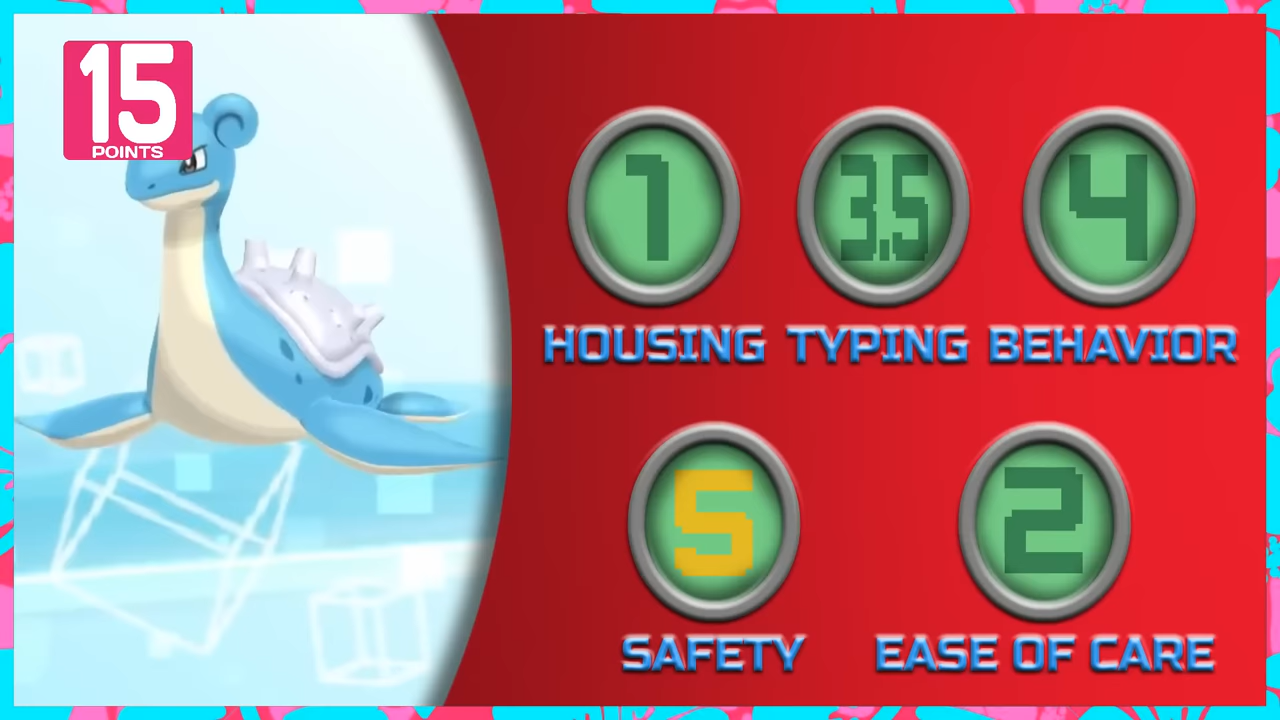 15
POINTS
1 3.5 4
HOUSING TYPING BEHAVIOR
5 2
SAFETY EASE OF CARE